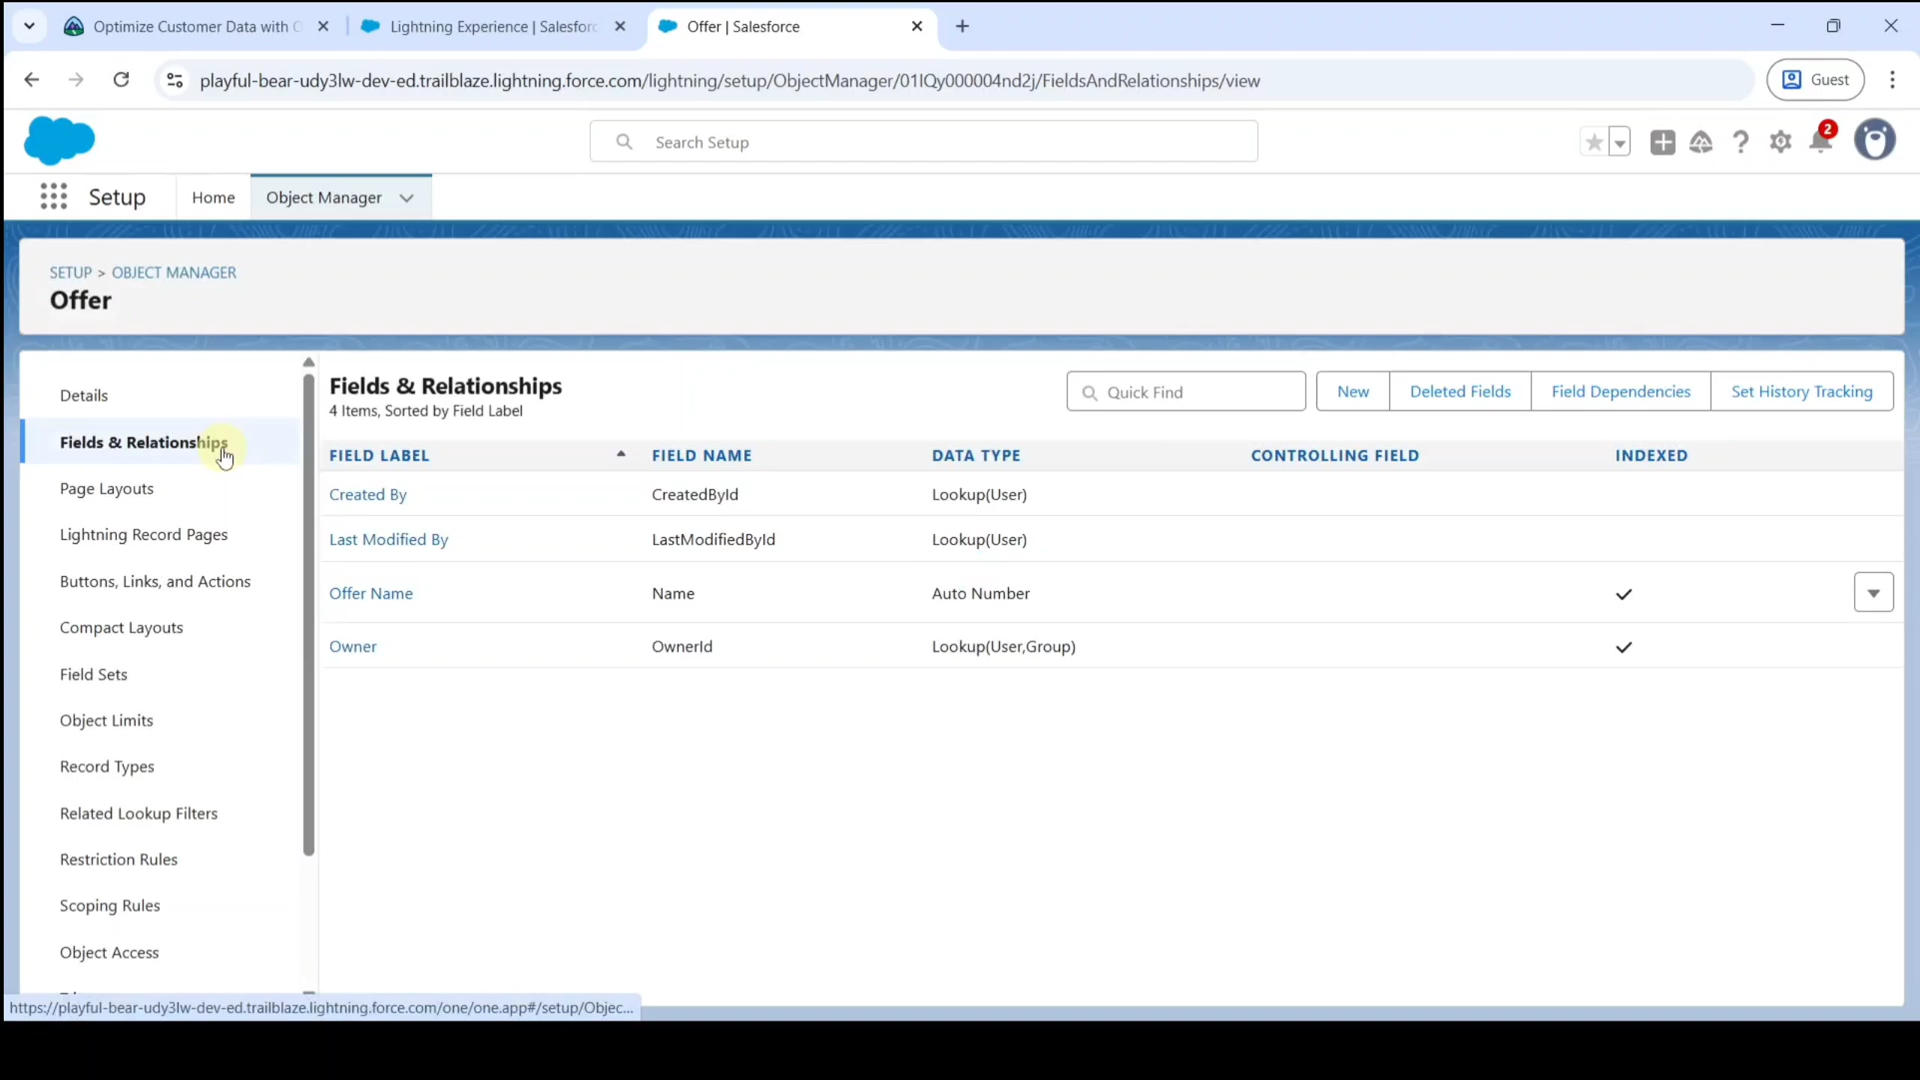 Optimize Customer Data with
Lightning Experience | Salesfor
Offer | Salesforce
playful-bear-udy3lw-dev-ed.trailblaze.lightning.force.com/lightning/setup/ObjectManager/01IQy000004nd2j/FieldsAndRelationships/view
Guest
Search Setup
2
Setup
Home
Object Manager
SETUP > OBJECT MANAGER
Offer
Details
Fields & Relationships
Page Layouts
Lightning Record Pages
Buttons, Links, and Actions
Compact Layouts
Field Sets
Object Limits
Record Types
Related Lookup Filters
Restriction Rules
Scoping Rules
Object Access
Fields & Relationships
4 Items, Sorted by Field Label
Quick Find
New
Deleted Fields
Field Dependencies
Set History Tracking
FIELD LABEL FIELD NAME DATA TYPE CONTROLLING FIELD INDEXED
Created By CreatedById Lookup(User)
Last Modified By LastModifiedById Lookup(User)
Offer Name Name Auto Number
Owner OwnerId Lookup(User,Group)
https://playful-bear-udy3lw-dev-ed.trailblaze.lightning.force.com/one/one.app#/setup/Objec...